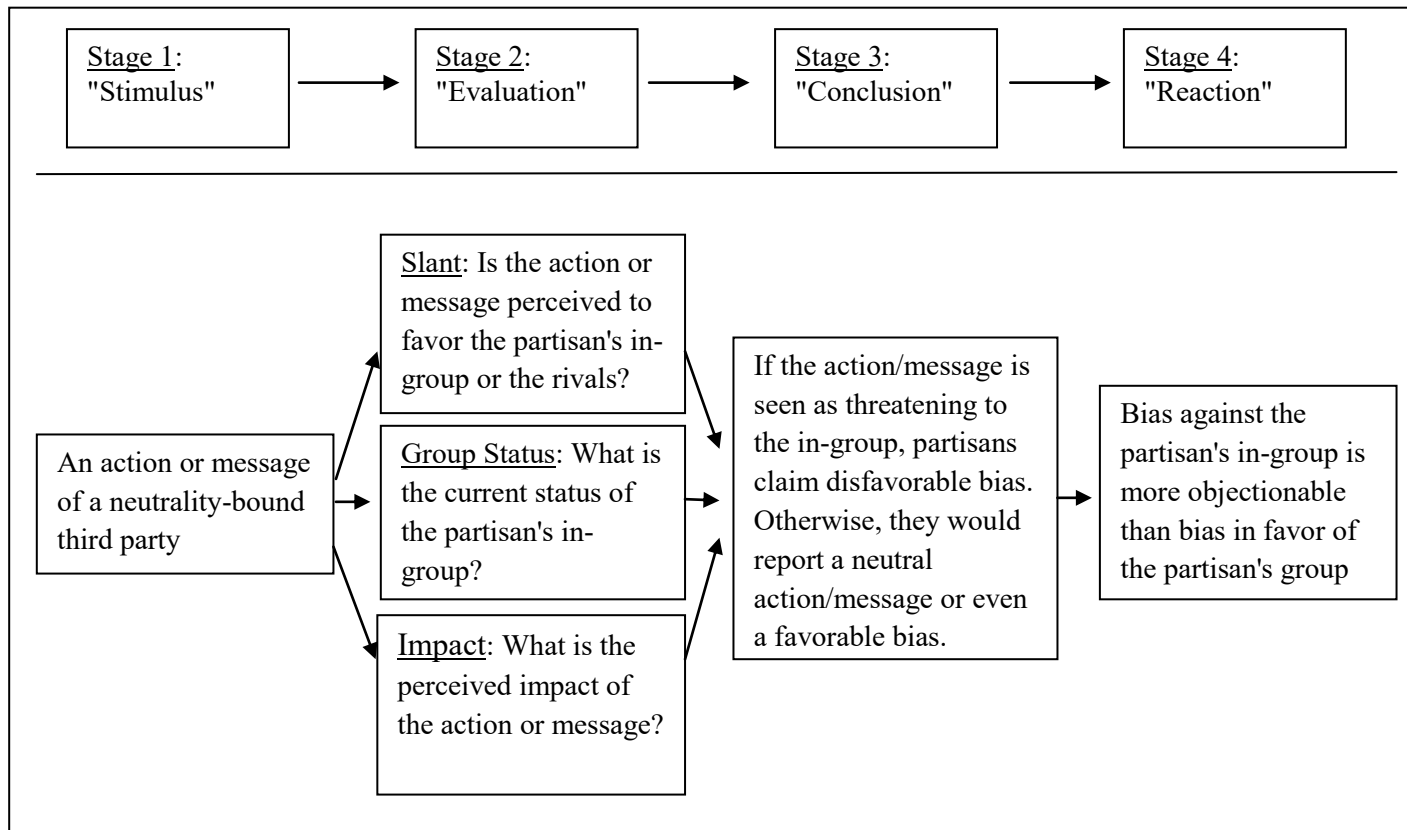 Stage 1:
"Stimulus"
Stage 2:
"Evaluation"
Stage 3:
"Conclusion"
Stage 4:
"Reaction"
An action or message
of a neutrality-bound
third party
Slant: Is the action or
message perceived to
favor the partisan's in-
group or the rivals?
Group Status: What is
the current status of
the partisan's in-
group?
Impact: What is the
perceived impact of
the action or message?
If the action/message is
seen as threatening to
the in-group, partisans
claim disfavorable bias.
Otherwise, they would
report a neutral
action/message or even
a favorable bias.
Bias against the
partisan's in-group is
more objectionable
than bias in favor of
the partisan's group